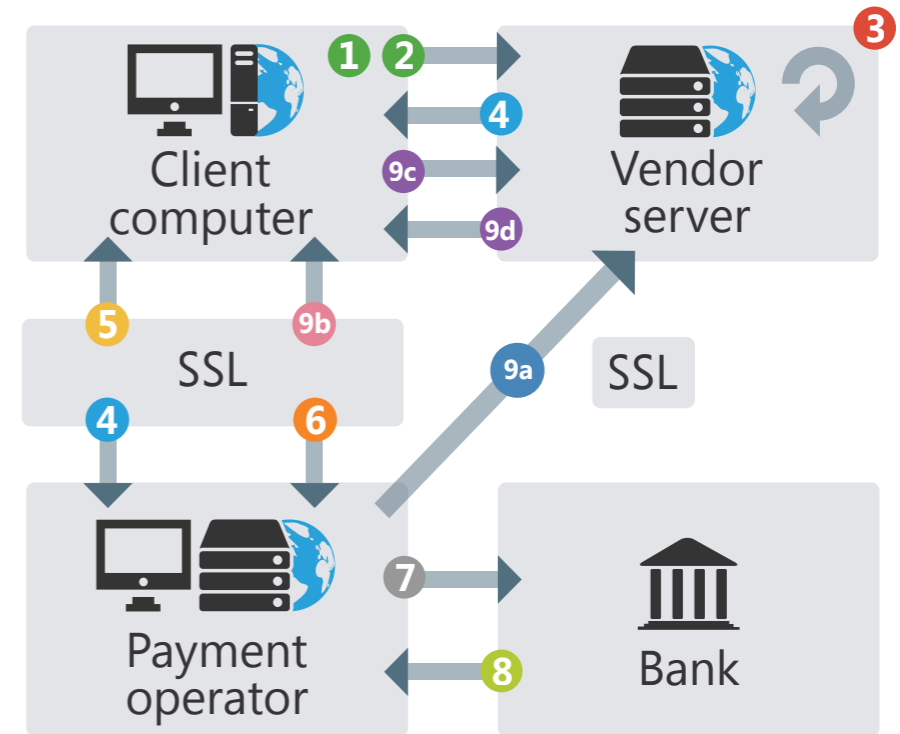 1 2
3
4
9c
9d
Client
computer
Vendor
server
5
9b
SSL
9a
SSL
4
6
7
8
Payment
operator
Bank